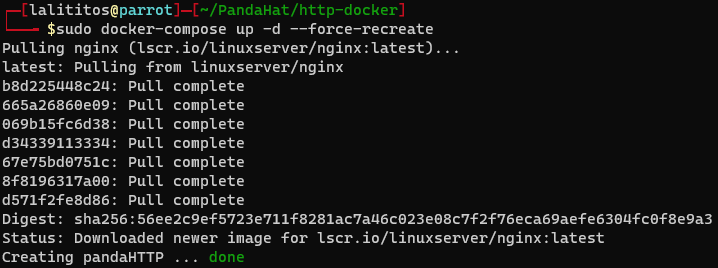 ┌─[lalititos@parrot]─[~/PandaHat/http-docker]
└──╼ $sudo docker-compose up -d --force-recreate
Pulling nginx (lscr.io/linuxserver/nginx:latest)...
latest: Pulling from linuxserver/nginx
b8d225448c24: Pull complete
665a26860e09: Pull complete
069b15fc6d38: Pull complete
d34339113334: Pull complete
67e75bd0751c: Pull complete
8f8196317a00: Pull complete
d571f2fe8d86: Pull complete
Digest: sha256:56ee2c9ef5723e711f8281ac7a46c023e08c7f2f76eca69aefe6304fc0f8e9a3
Status: Downloaded newer image for lscr.io/linuxserver/nginx:latest
Creating pandaHTTP ... done